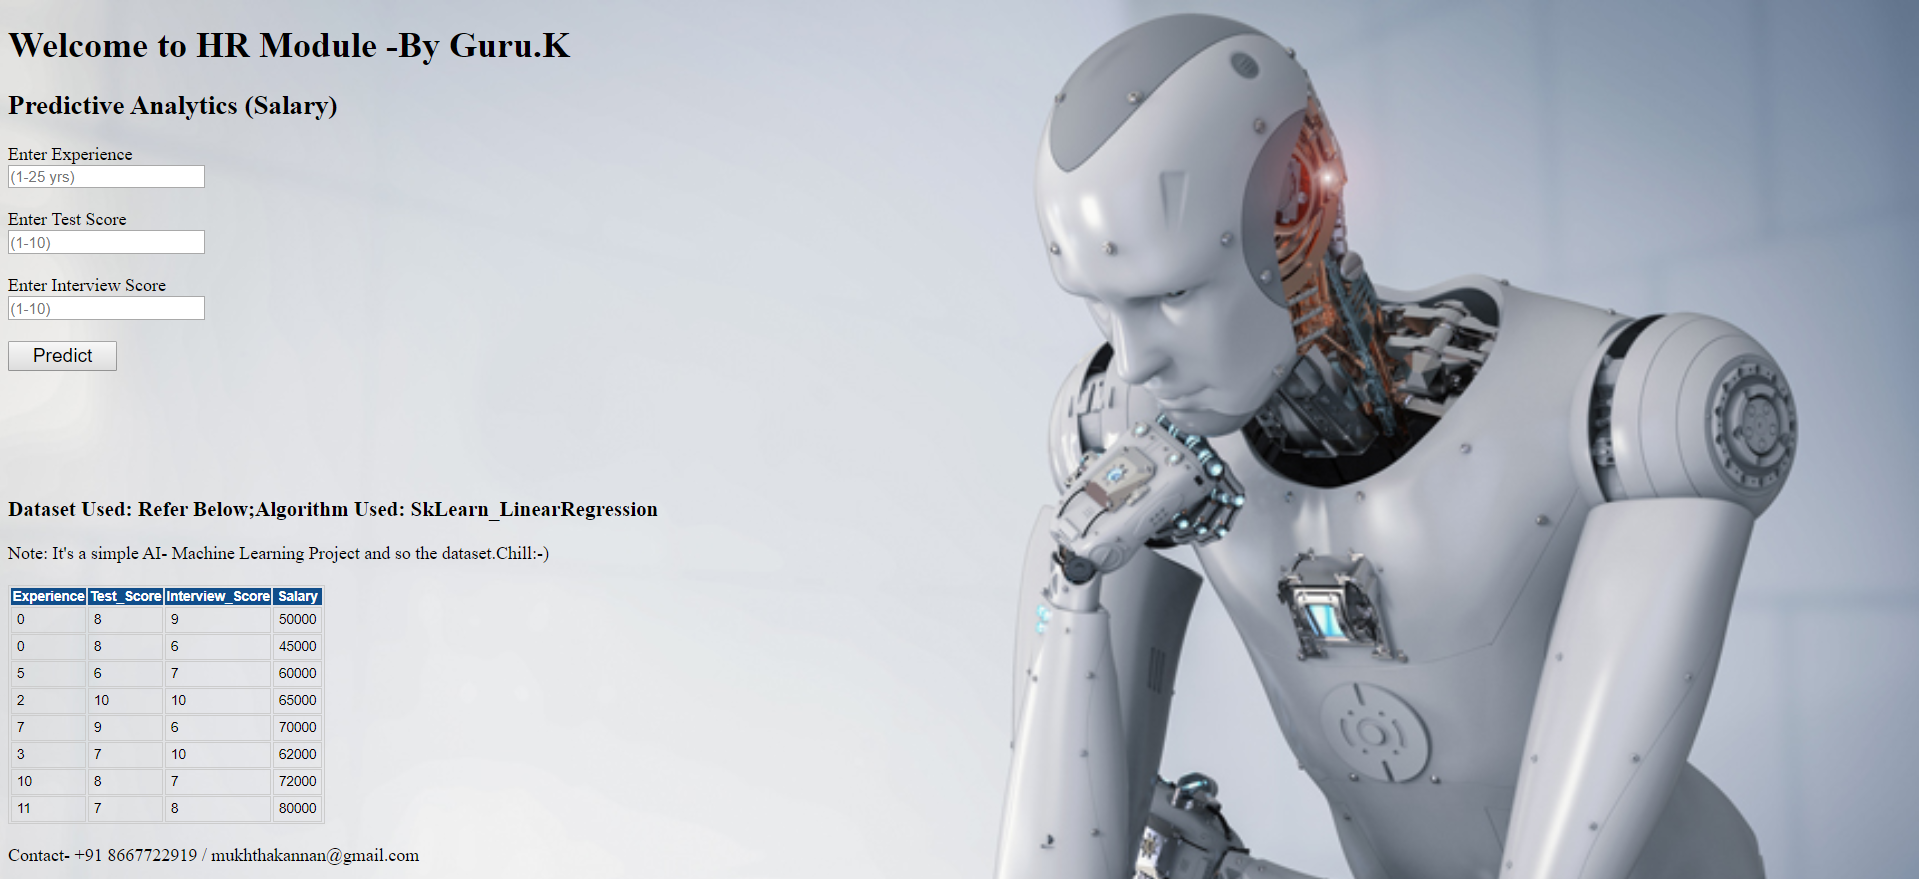 Welcome to HR Module -By Guru.K
Predictive Analytics (Salary)
Enter Experience
(1-25 yrs)
Enter Test Score
(1-10)
Enter Interview Score
(1-10)
Predict
Dataset Used: Refer Below;Algorithm Used: SkLearn_LinearRegression
Note: It's a simple AI- Machine Learning Project and so the dataset.Chill:-)
Experience Test_Score Interview_Score Salary
0 8 9 50000
0 8 6 45000
5 6 7 60000
2 10 10 65000
7 9 6 70000
3 7 10 62000
10 8 7 72000
11 7 8 80000
Contact- +91 8667722919 / mukhthakannan@gmail.com